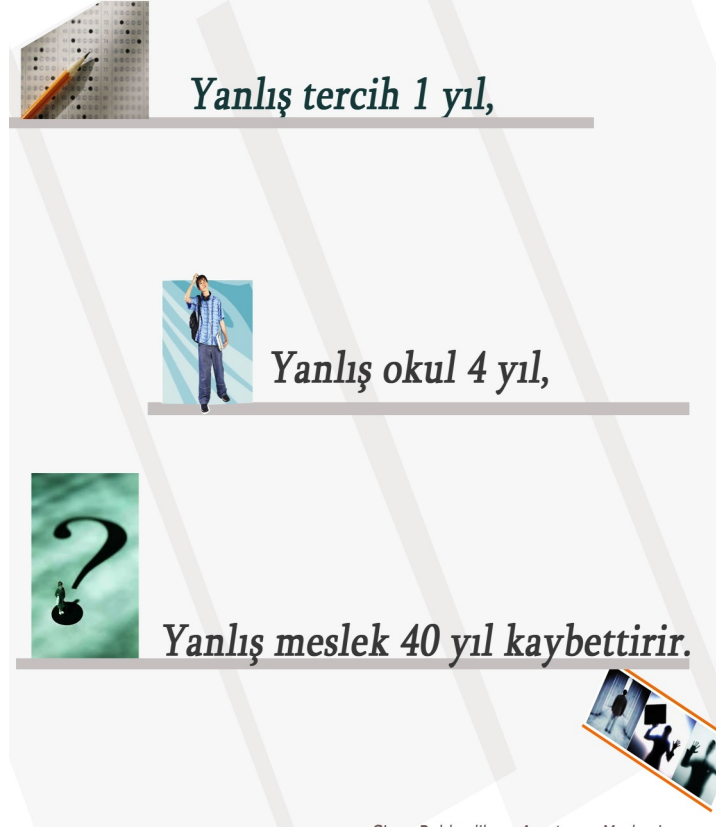 Yanlış tercih 1 yıl,
Yanlış okul 4 yıl,
Yanlış meslek 40 yıl kaybettirir.